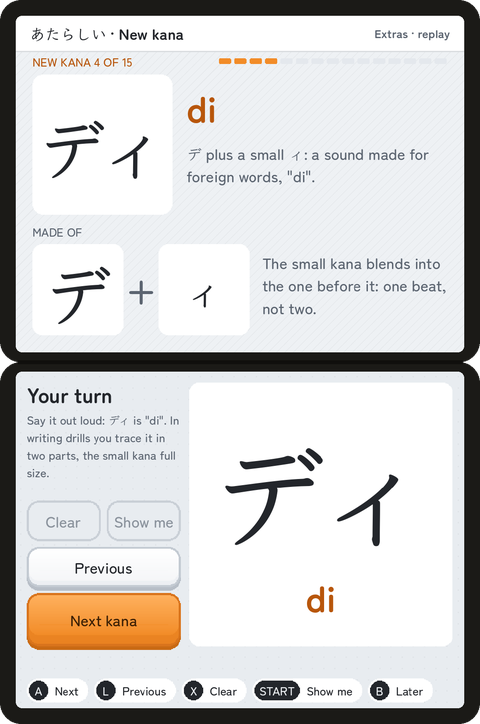 あたらしい · New kana
Extras · replay
NEW KANA 4 OF 15
ディ
di
デ plus a small ィ: a sound made for
foreign words, "di".
MADE OF
デ + ィ
The small kana blends into
the one before it: one beat,
not two.
Your turn
Say it out loud: ディ is "di". In
writing drills you trace it in
two parts, the small kana full
size.
Clear
Show me
Previous
Next kana
ディ
di
A Next L Previous X Clear START Show me B Later